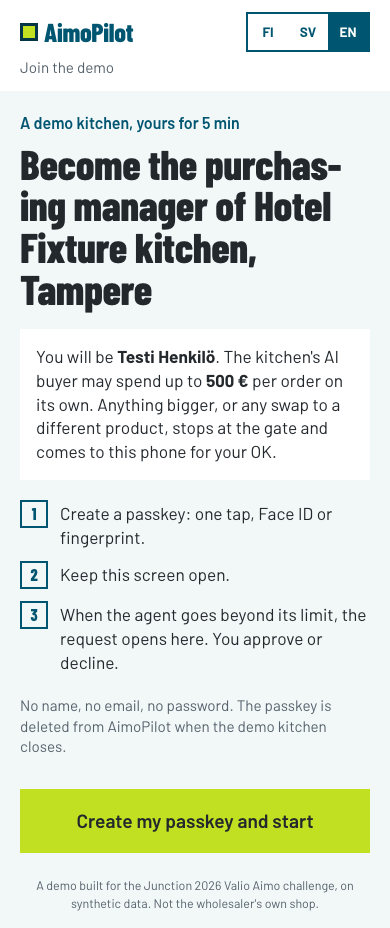 AimoPilot
FI SV EN
Join the demo
A demo kitchen, yours for 5 min
Become the purchas-
ing manager of Hotel
Fixture kitchen,
Tampere
You will be Testi Henkilö. The kitchen's AI
buyer may spend up to 500 € per order on
its own. Anything bigger, or any swap to a
different product, stops at the gate and
comes to this phone for your OK.
1 Create a passkey: one tap, Face ID or
fingerprint.
2 Keep this screen open.
3 When the agent goes beyond its limit, the
request opens here. You approve or
decline.
No name, no email, no password. The passkey is
deleted from AimoPilot when the demo kitchen
closes.
Create my passkey and start
A demo built for the Junction 2026 Valio Aimo challenge, on
synthetic data. Not the wholesaler's own shop.